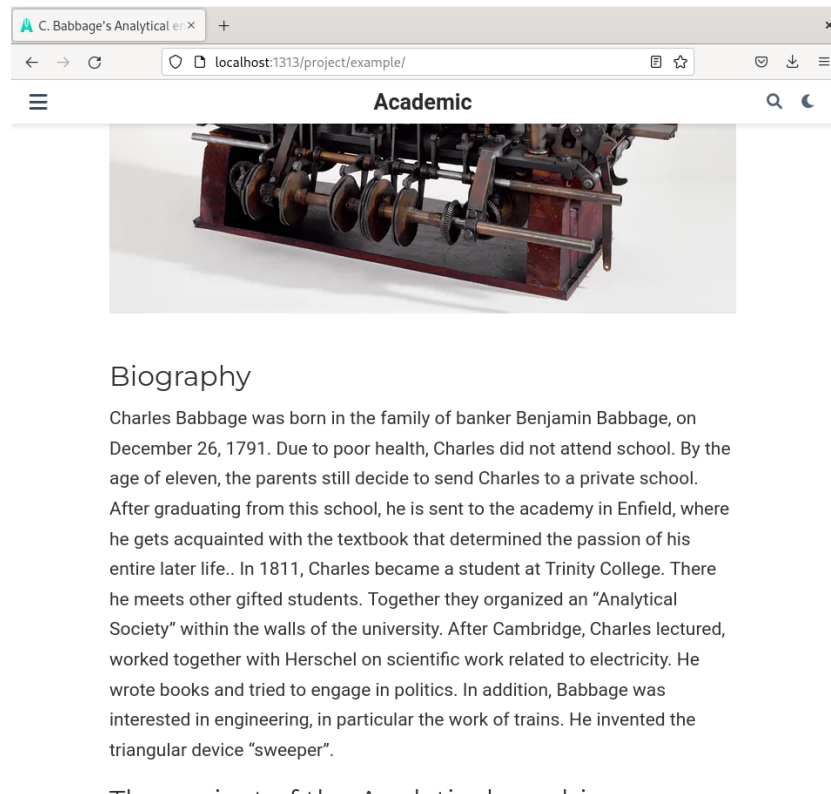 C. Babbage's Analytical en
localhost:1313/project/example/
Academic
Biography
Charles Babbage was born in the family of banker Benjamin Babbage, on
December 26, 1791. Due to poor health, Charles did not attend school. By the
age of eleven, the parents still decide to send Charles to a private school.
After graduating from this school, he is sent to the academy in Enfield, where
he gets acquainted with the textbook that determined the passion of his
entire later life.. In 1811, Charles became a student at Trinity College. There
he meets other gifted students. Together they organized an “Analytical
Society” within the walls of the university. After Cambridge, Charles lectured,
worked together with Herschel on scientific work related to electricity. He
wrote books and tried to engage in politics. In addition, Babbage was
interested in engineering, in particular the work of trains. He invented the
triangular device “sweeper”.